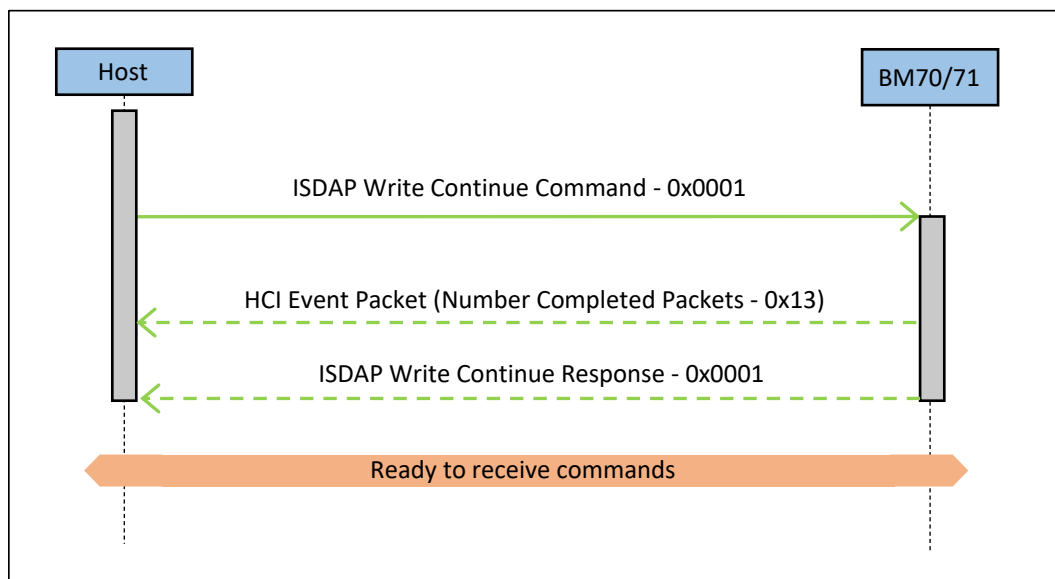 Host
BM70/71
ISDAP Write Continue Command - 0x0001
HCI Event Packet (Number Completed Packets - 0x13)
ISDAP Write Continue Response - 0x0001
Ready to receive commands